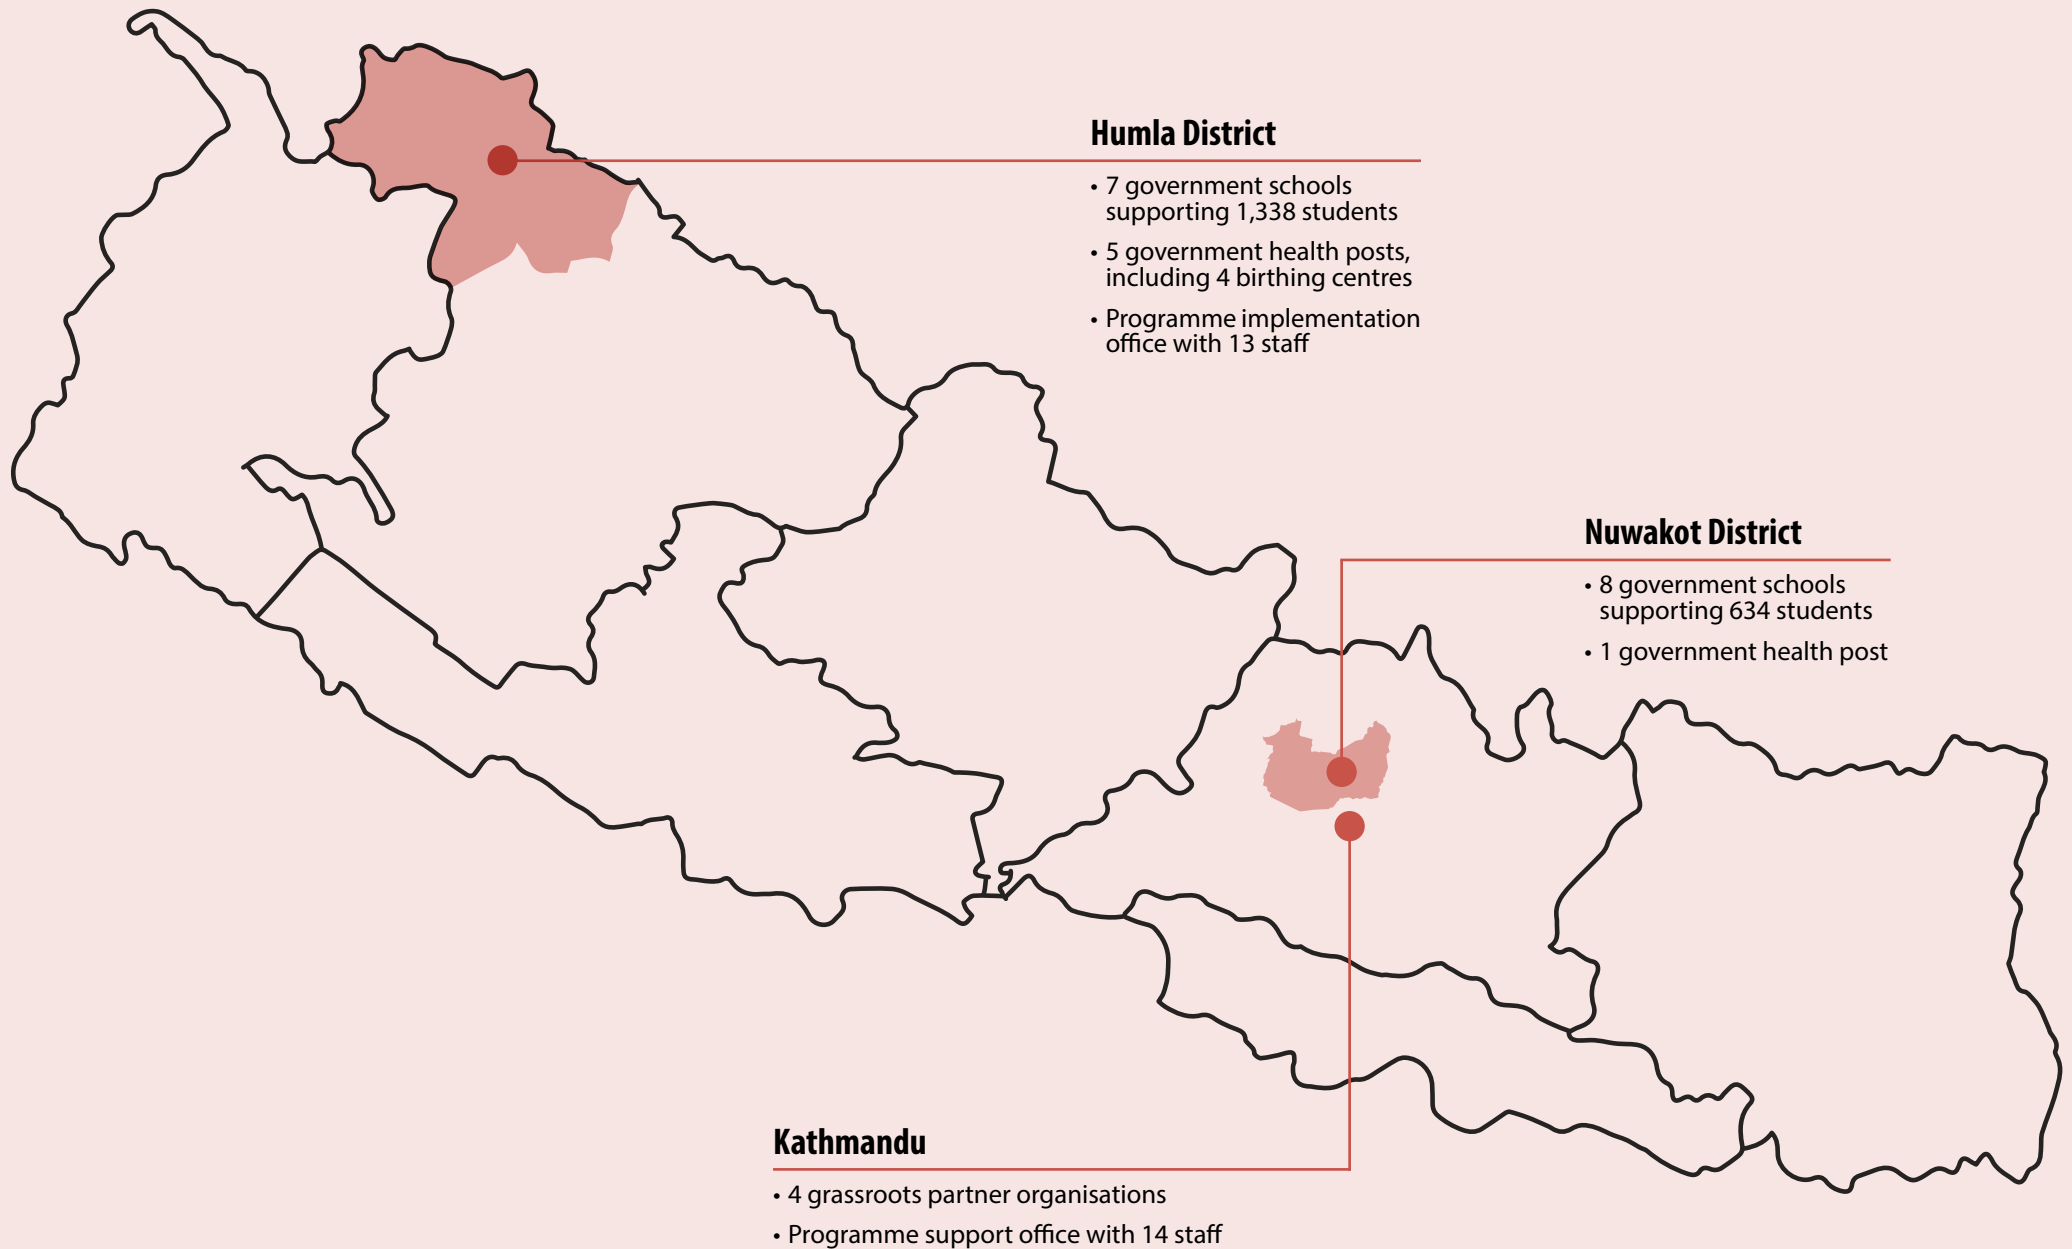 Humla District
• 7 government schools
supporting 1,338 students
• 5 government health posts,
including 4 birthing centres
• Programme implementation
office with 13 staff
Nuwakot District
• 8 government schools
supporting 634 students
• 1 government health post
Kathmandu
• 4 grassroots partner organisations
• Programme support office with 14 staff